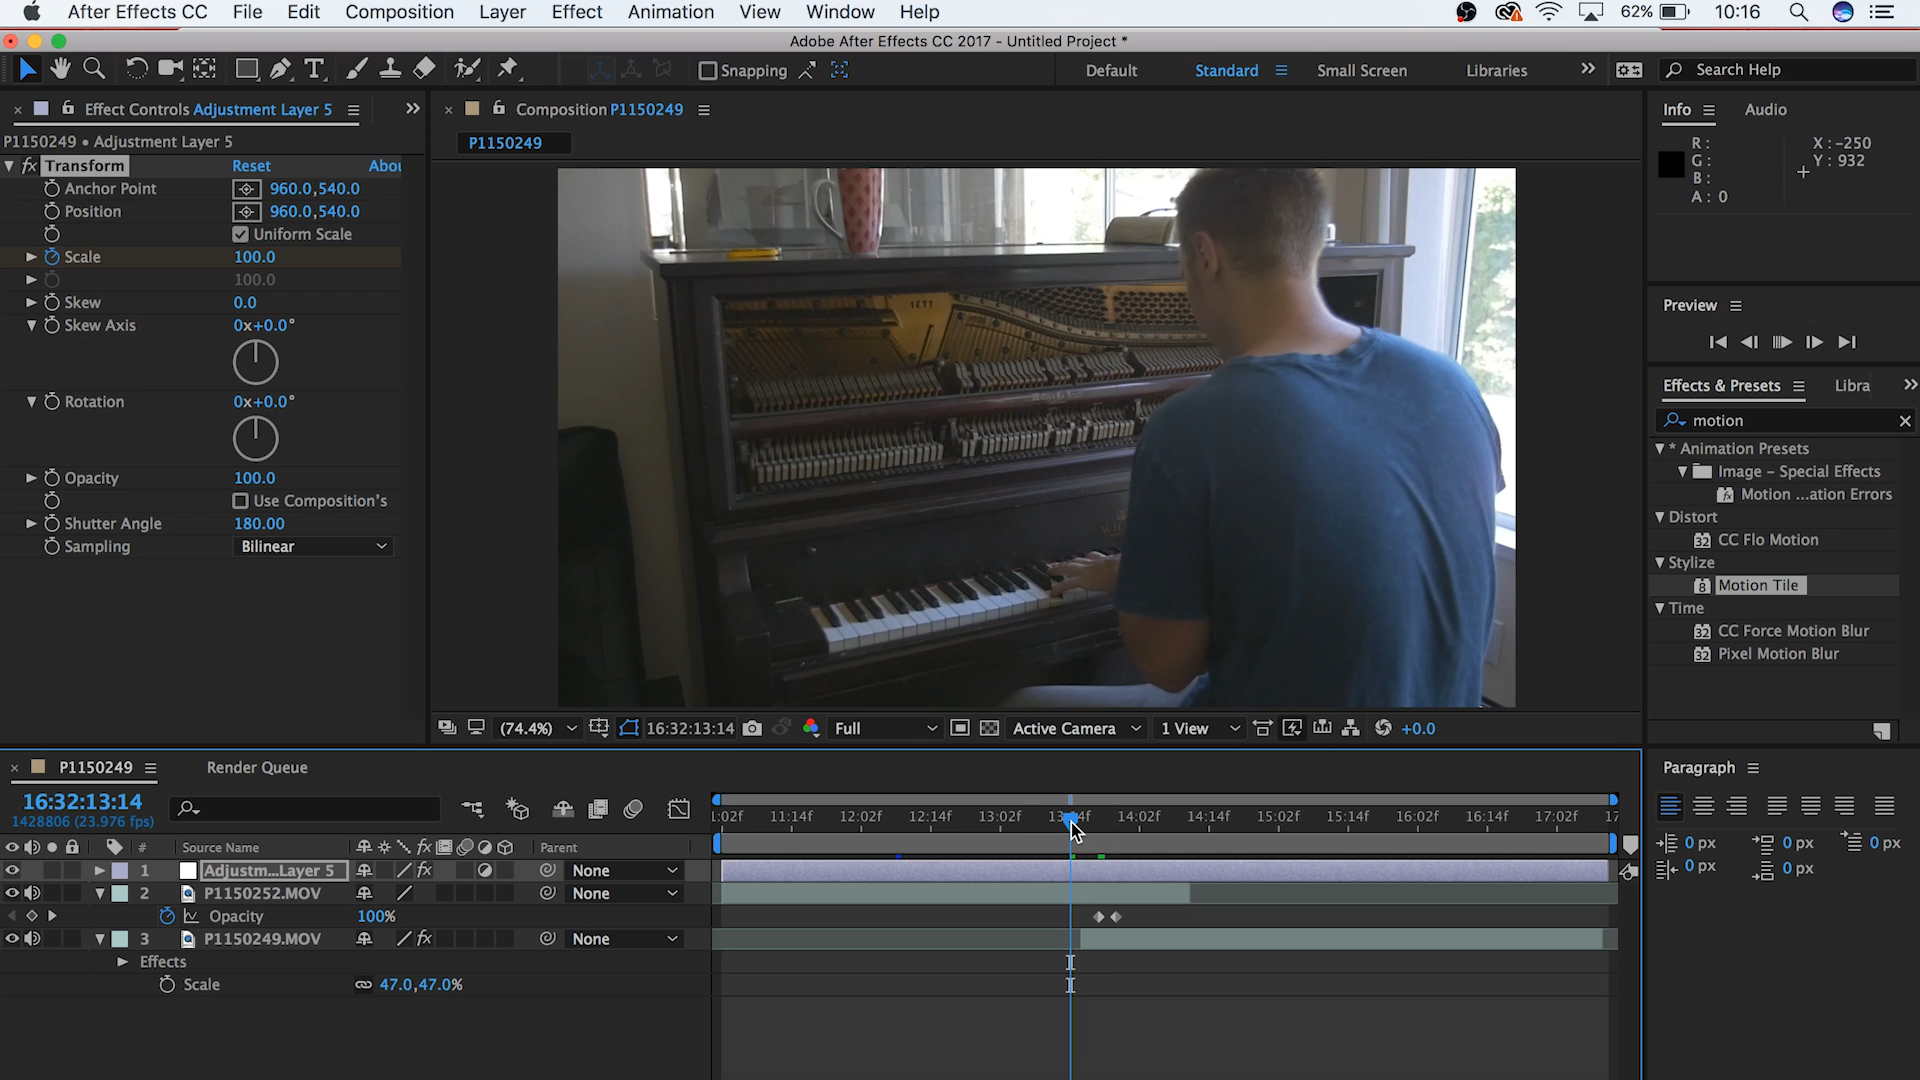 After Effects CC File Edit Composition Layer Effect Animation View Window Help 62% 10:16
Adobe After Effects CC 2017 - Untitled Project *
Snapping Default Standard Small Screen Libraries Search Help
Effect Controls Adjustment Layer 5
P1150249 • Adjustment Layer 5
fx Transform Reset Abou
Anchor Point 960.0,540.0
Position 960.0,540.0
Uniform Scale
Scale 100.0
100.0
Skew 0.0
Skew Axis 0x+0.0°
Rotation 0x+0.0°
Opacity 100.0
Use Composition's
Shutter Angle 180.00
Sampling Bilinear
Composition P1150249
P1150249
(74.4%) 16:32:13:14 Full Active Camera 1 View +0.0
Info Audio
R: X: -250
G: Y: 932
B:
A: 0
Preview
Effects & Presets Libra
motion
* Animation Presets
Image – Special Effects
Motion ...ation Errors
Distort
32 CC Flo Motion
Stylize
8 Motion Tile
Time
32 CC Force Motion Blur
32 Pixel Motion Blur
P1150249 Render Queue
16:32:13:14
1428806 (23.976 fps)
1:02f 11:14f 12:02f 12:14f 13:02f 14:02f 14:14f 15:02f 15:14f 16:02f 16:14f 17:02f 17
# Source Name fx Parent
1 Adjustm...Layer 5 fx None
2 P1150252.MOV None
Opacity 100%
3 P1150249.MOV fx None
Effects
Scale 47.0,47.0%
Paragraph
0 px 0 px 0 px
0 px 0 px